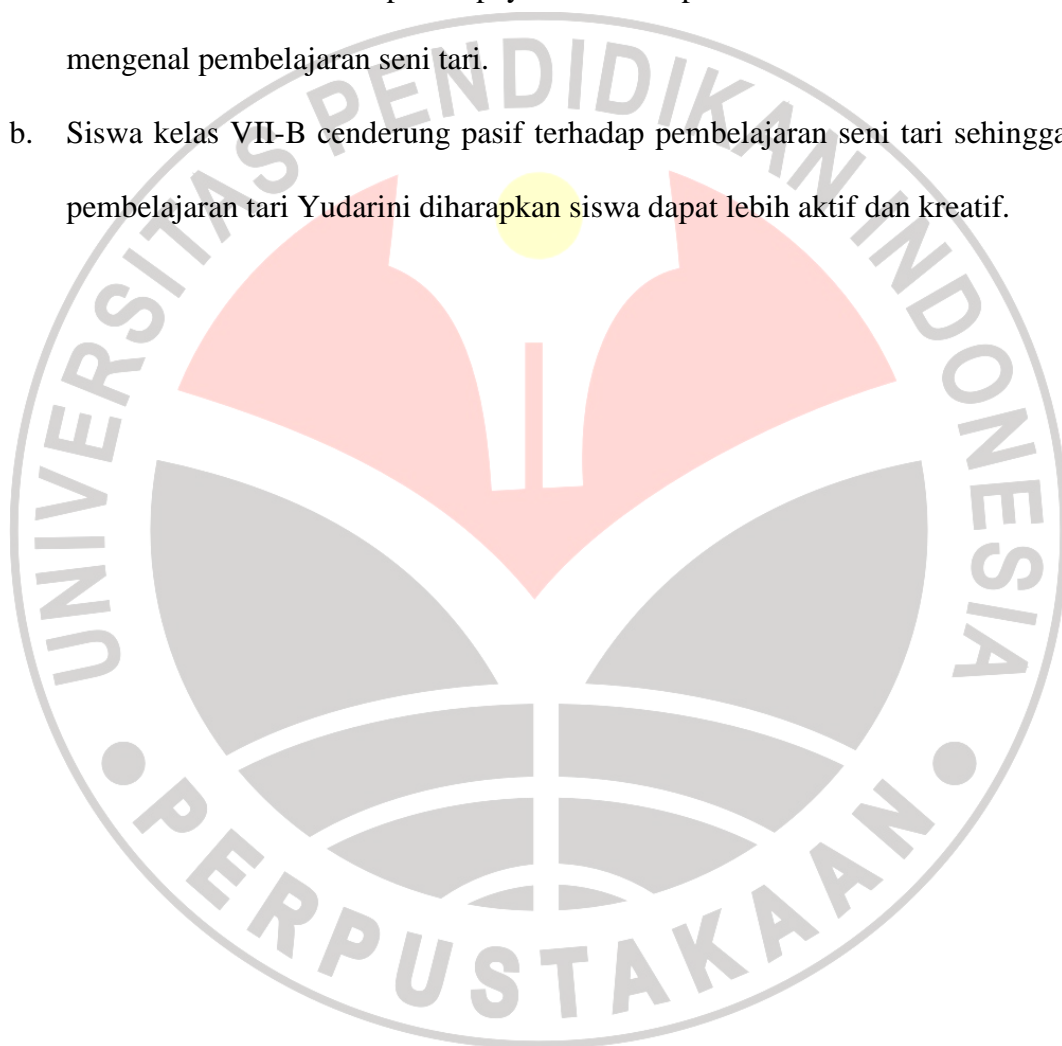 mengenal pembelajaran seni tari.
b. Siswa kelas VII-B cenderung pasif terhadap pembelajaran seni tari sehingga
pembelajaran tari Yudarini diharapkan siswa dapat lebih aktif dan kreatif.
UNIVERSITAS PENDIDIKAN INDONESIA
PERPUSTAKAAN